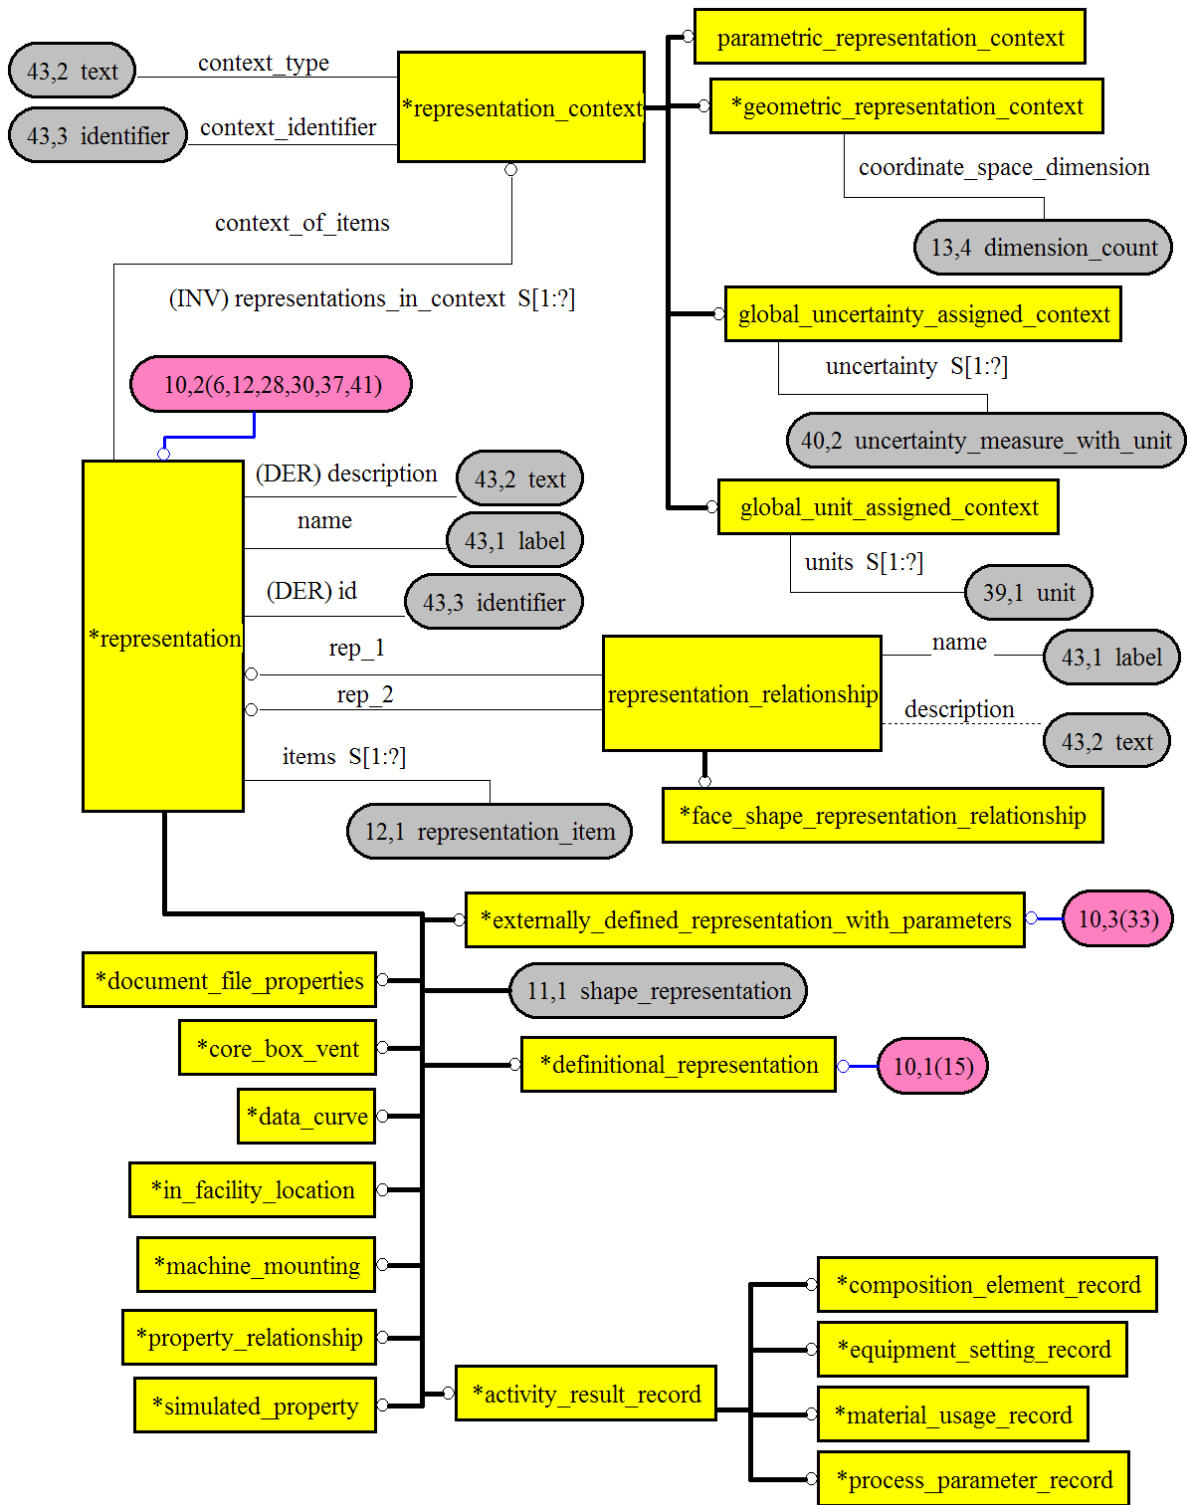 parametric_representation_context
43,2 text
context_type
*representation_context
*geometric_representation_context
43,3 identifier
context_identifier
coordinate_space_dimension
context_of_items
13,4 dimension_count
(INV) representations_in_context S[1:?]
global_uncertainty_assigned_context
uncertainty S[1:?]
10,2(6,12,28,30,37,41)
40,2 uncertainty_measure_with_unit
(DER) description
43,2 text
global_unit_assigned_context
name
43,1 label
units S[1:?]
(DER) id
43,3 identifier
39,1 unit
*representation
rep_1
name
43,1 label
rep_2
representation_relationship
description
43,2 text
items S[1:?]
12,1 representation_item
*face_shape_representation_relationship
*externally_defined_representation_with_parameters
10,3(33)
*document_file_properties
11,1 shape_representation
*core_box_vent
*definitional_representation
10,1(15)
*data_curve
*in_facility_location
*machine_mounting
*composition_element_record
*property_relationship
*equipment_setting_record
*simulated_property
*activity_result_record
*material_usage_record
*process_parameter_record